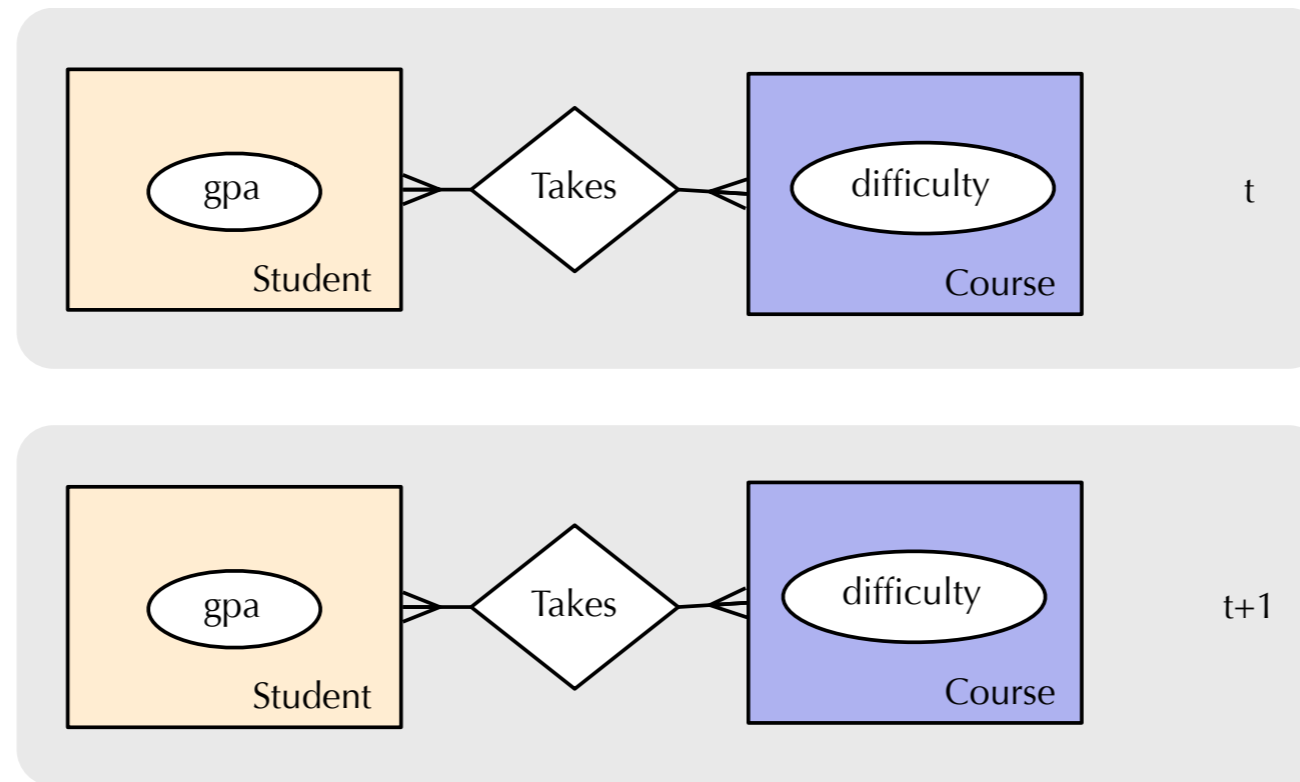 gpa
Takes
difficulty
t
Student
Course
gpa
Takes
difficulty
t+1
Student
Course